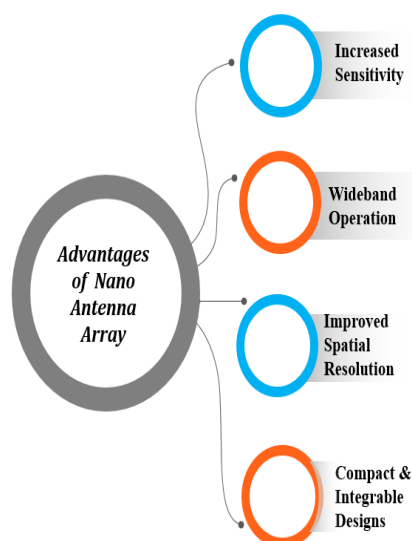 Advantages
of Nano
Antenna
Array
Increased
Sensitivity
Wideband
Operation
Improved
Spatial
Resolution
Compact &
Integrable
Designs